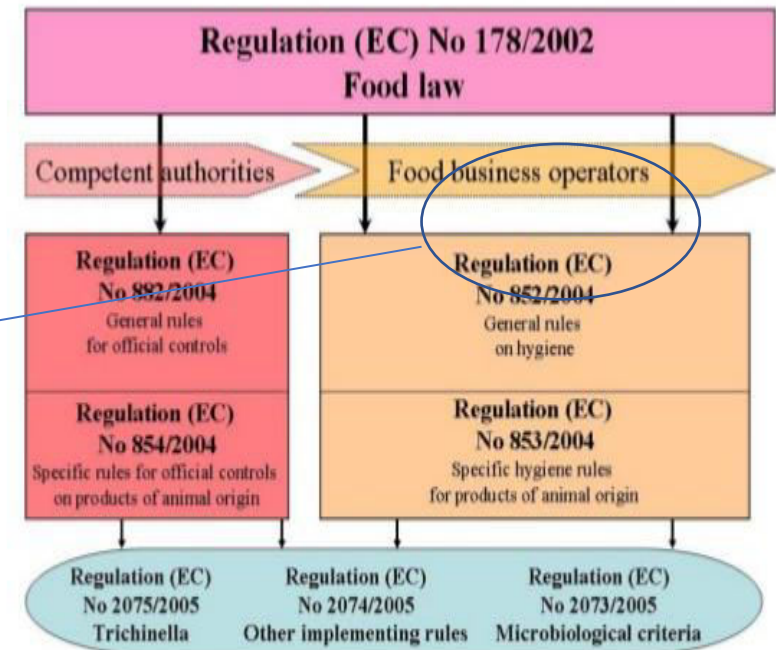 Regulation (EC) No 178/2002
Food law
Competent authorities
Food business operators
Regulation (EC)
No 882/2004
General rules
for official controls
Regulation (EC)
No 852/2004
General rules
on hygiene
Regulation (EC)
No 854/2004
Specific rules for official controls
on products of animal origin
Regulation (EC)
No 853/2004
Specific hygiene rules
for products of animal origin
Regulation (EC)
No 2075/2005
Trichinella
Regulation (EC)
No 2074/2005
Other implementing rules
Regulation (EC)
No 2073/2005
Microbiological criteria